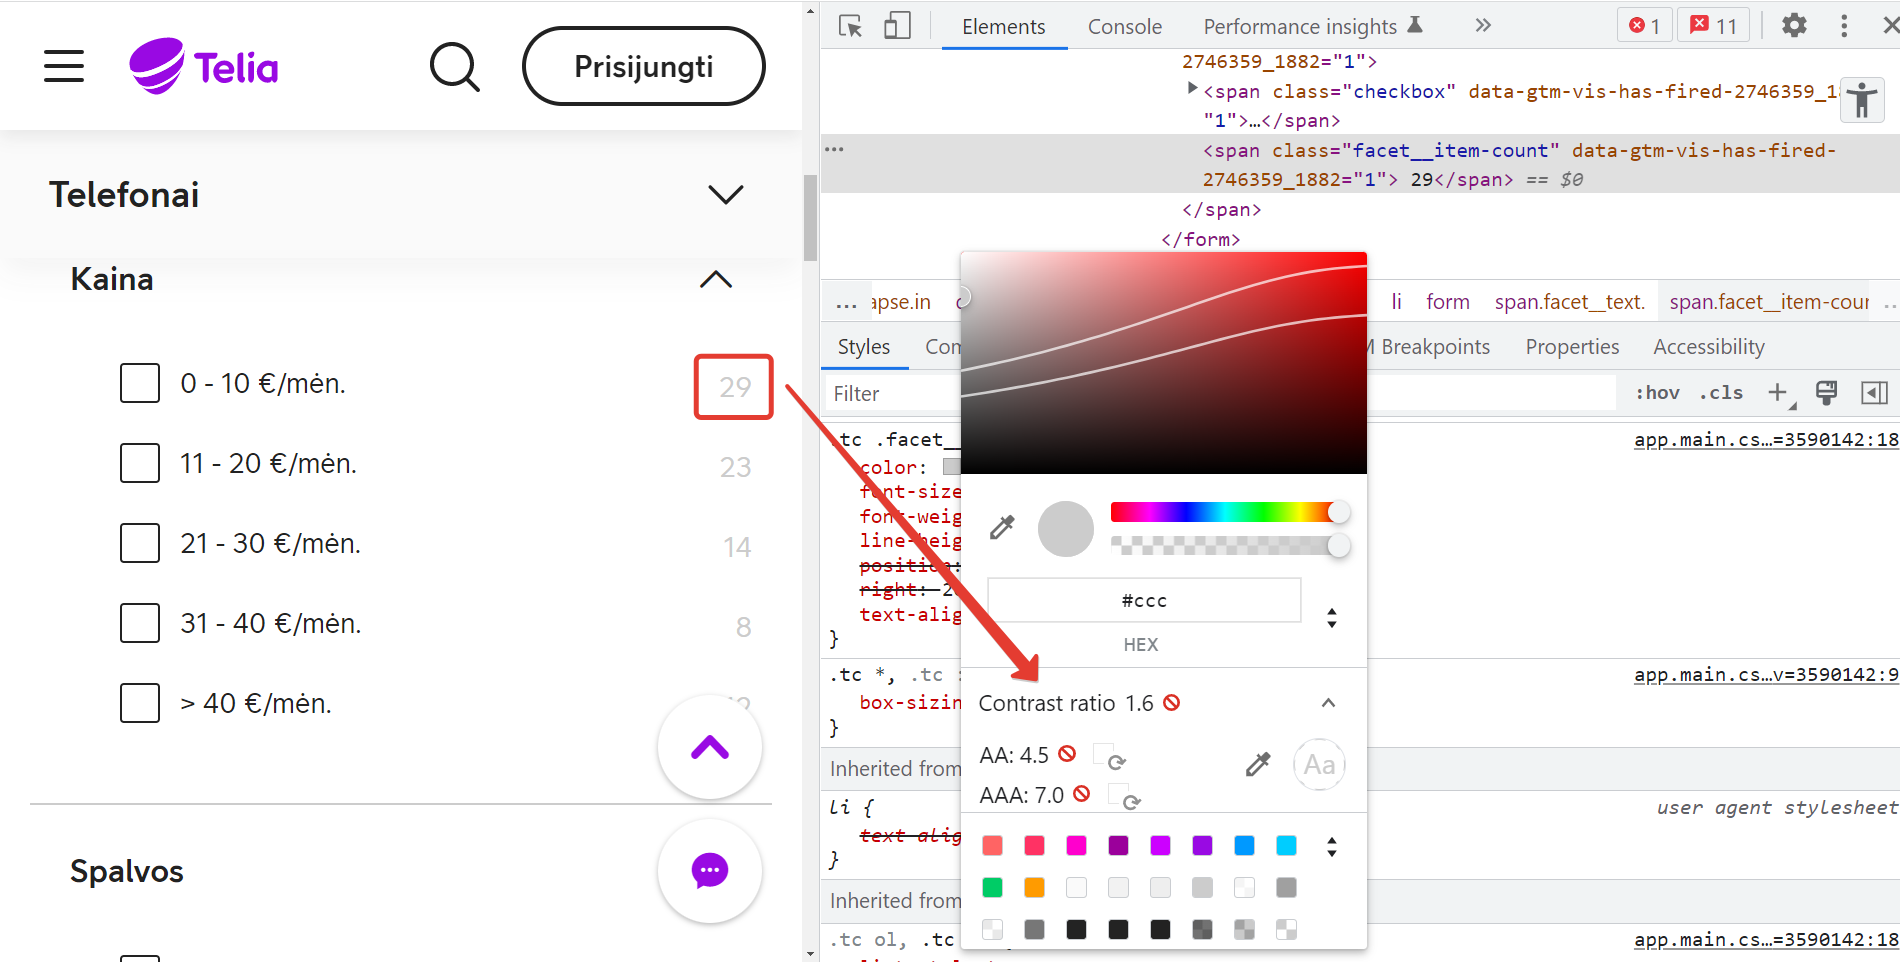 Telia
Prisijungti
Telefonai
Kaina
0 - 10 €/mėn.
29
11 - 20 €/mėn.
23
21 - 30 €/mėn.
14
31 - 40 €/mėn.
8
> 40 €/mėn.
Spalvos
Elements
Console
Performance insights
»
1
11
2746359_1882="1">
<span class="checkbox" data-gtm-vis-has-fired-2746359_18
"1">…</span>
<span class="facet__item-count" data-gtm-vis-has-fired-
2746359_1882="1"> 29</span> == $0
</span>
</form>
... apse.in
li
form
span.facet__text.
span.facet__item-cour
...
Styles
Com
Breakpoints
Properties
Accessibility
Filter
:hov
.cls
.tc .facet__
app.main.cs…=3590142:18
color:
font-size
font-weig
line-heig
position:
right:
text-alig
}
.tc *, .tc :
app.main.cs…v=3590142:9
box-sizin
}
Inherited from
li {
user agent stylesheet
text-alig
}
Inherited from
.tc ol, .tc
app.main.cs…=3590142:18
#ccc
HEX
Contrast ratio 1.6
AA: 4.5
Aa
AAA: 7.0